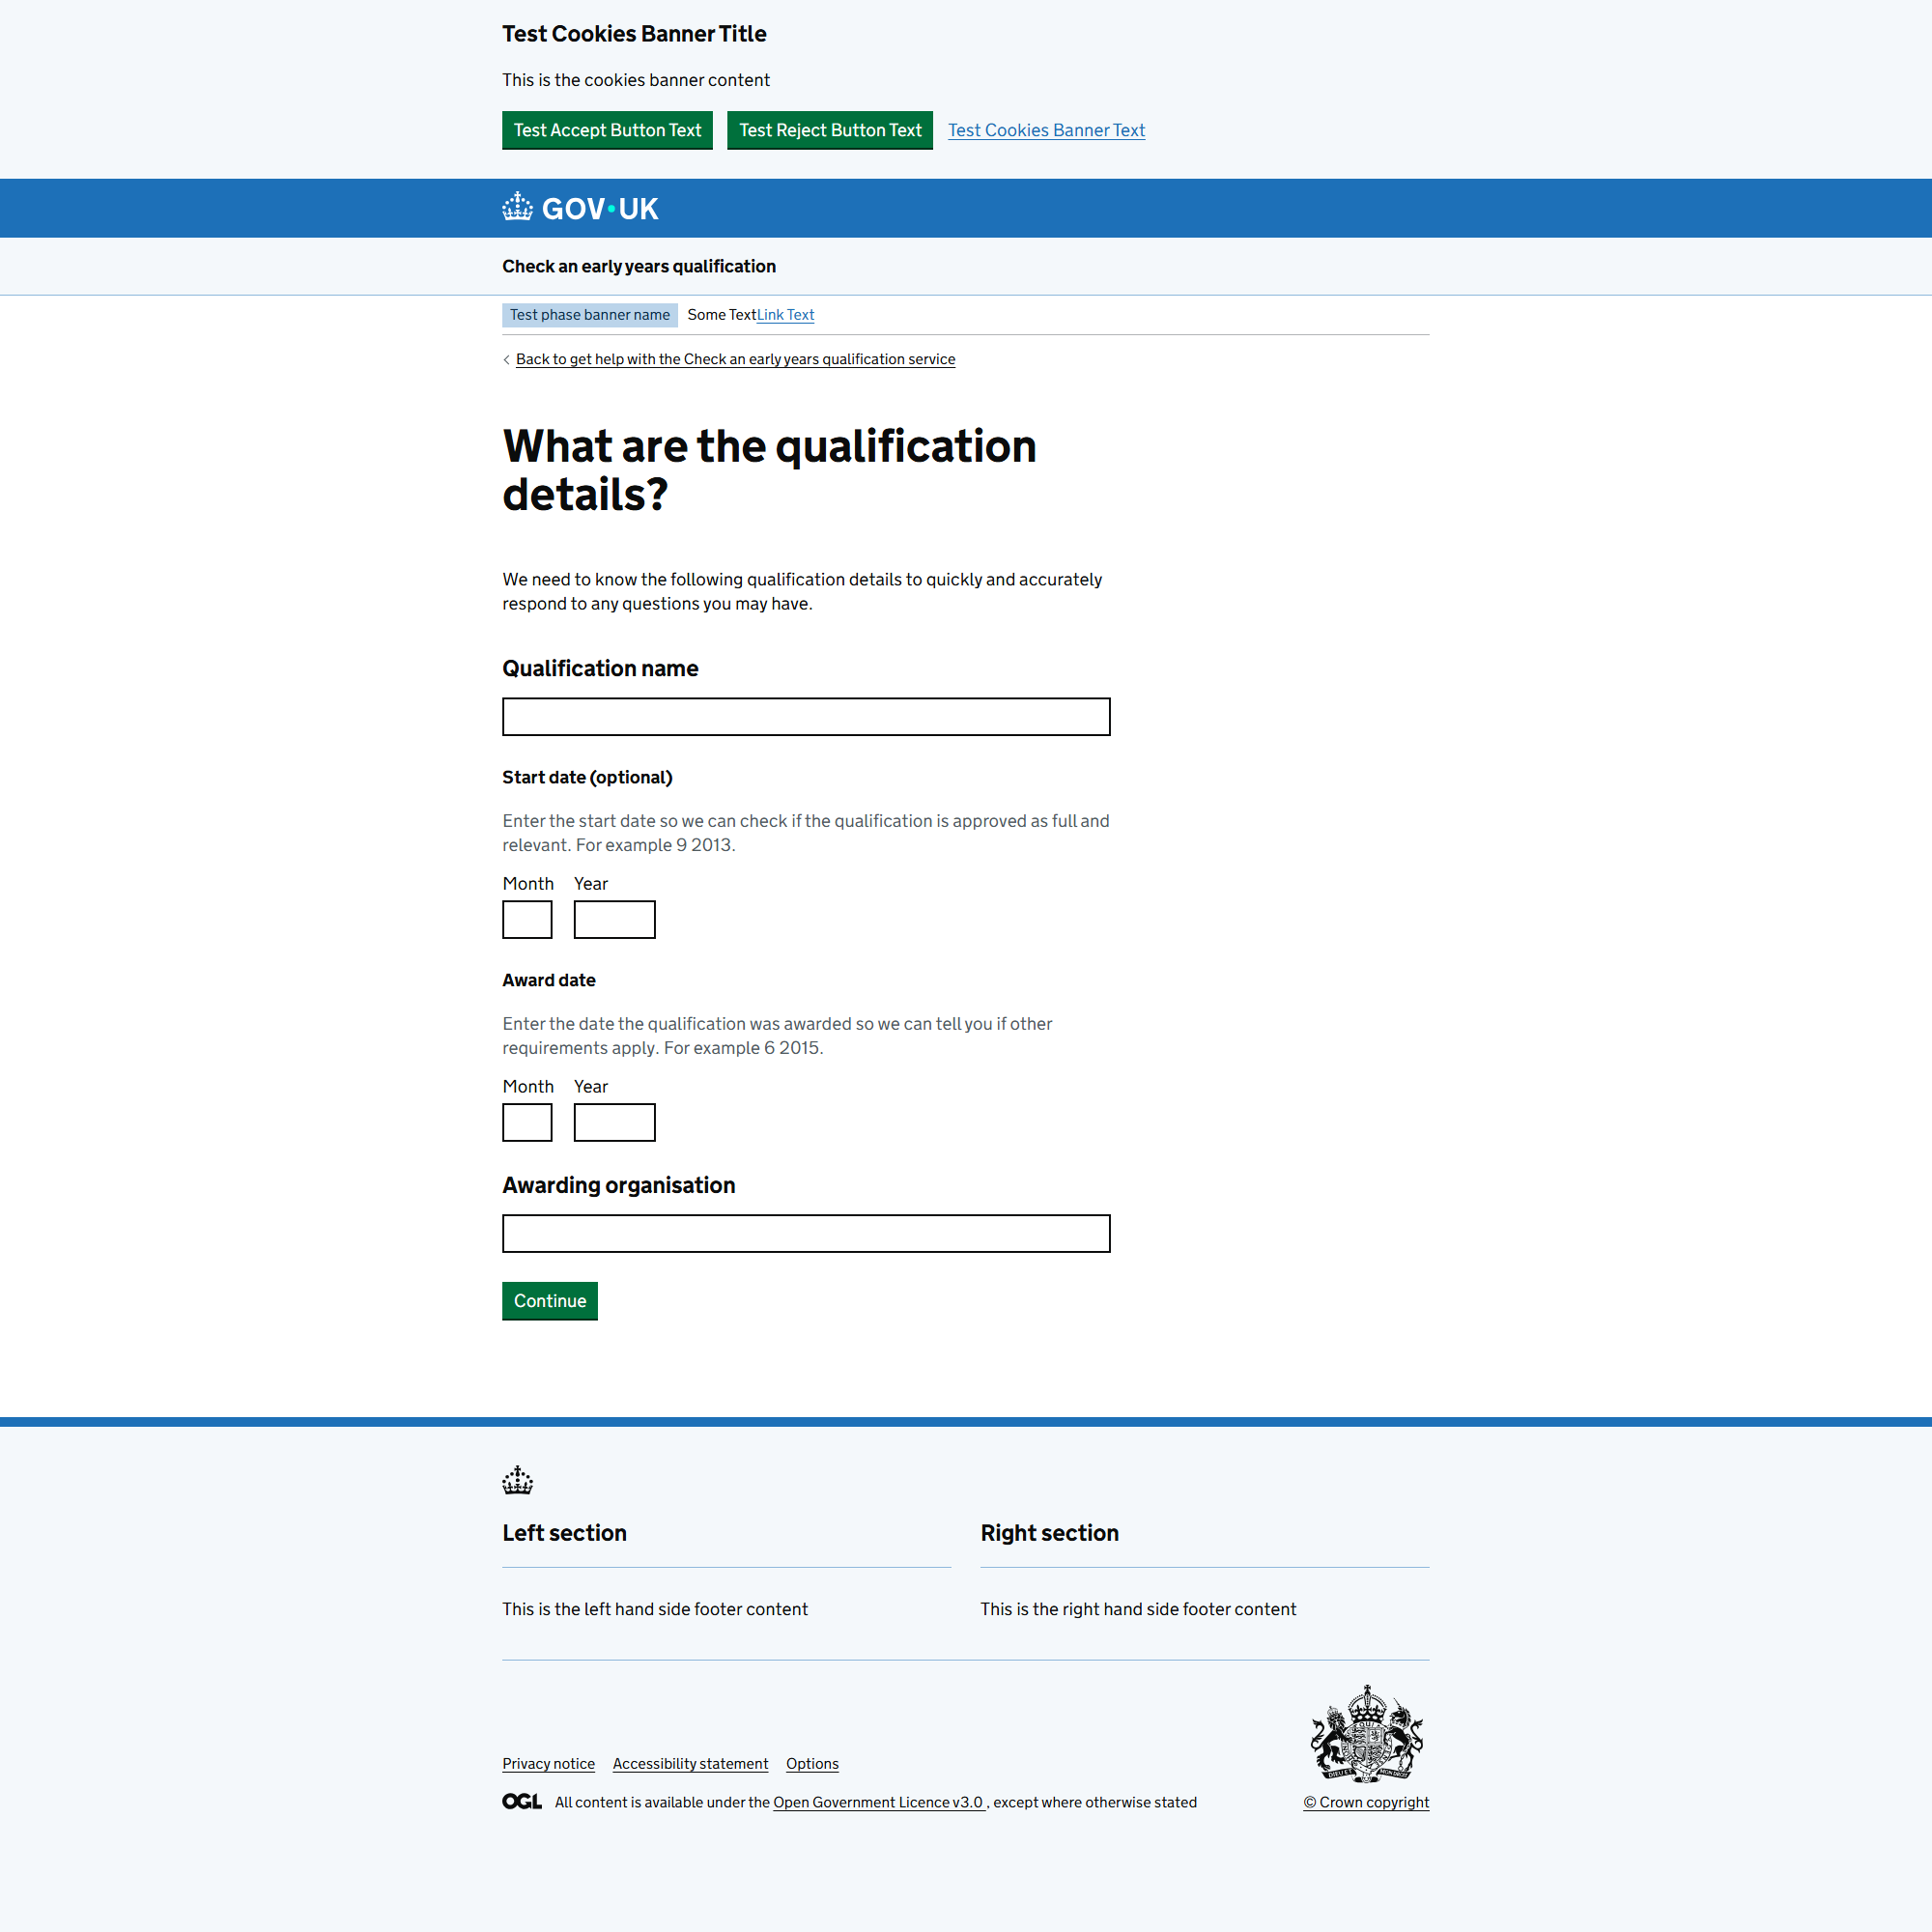 Test Cookies Banner Title
This is the cookies banner content
Test Accept Button Text Test Reject Button Text Test Cookies Banner Text
GOV·UK
Check an early years qualification
Test phase banner name Some TextLink Text
Back to get help with the Check an early years qualification service
What are the qualification
details?
We need to know the following qualification details to quickly and accurately
respond to any questions you may have.
Qualification name
Start date (optional)
Enter the start date so we can check if the qualification is approved as full and
relevant. For example 9 2013.
Month Year
Award date
Enter the date the qualification was awarded so we can tell you if other
requirements apply. For example 6 2015.
Month Year
Awarding organisation
Continue
Left section Right section
This is the left hand side footer content This is the right hand side footer content
Privacy notice Accessibility statement Options
OGL All content is available under the Open Government Licence v3.0 , except where otherwise stated
© Crown copyright